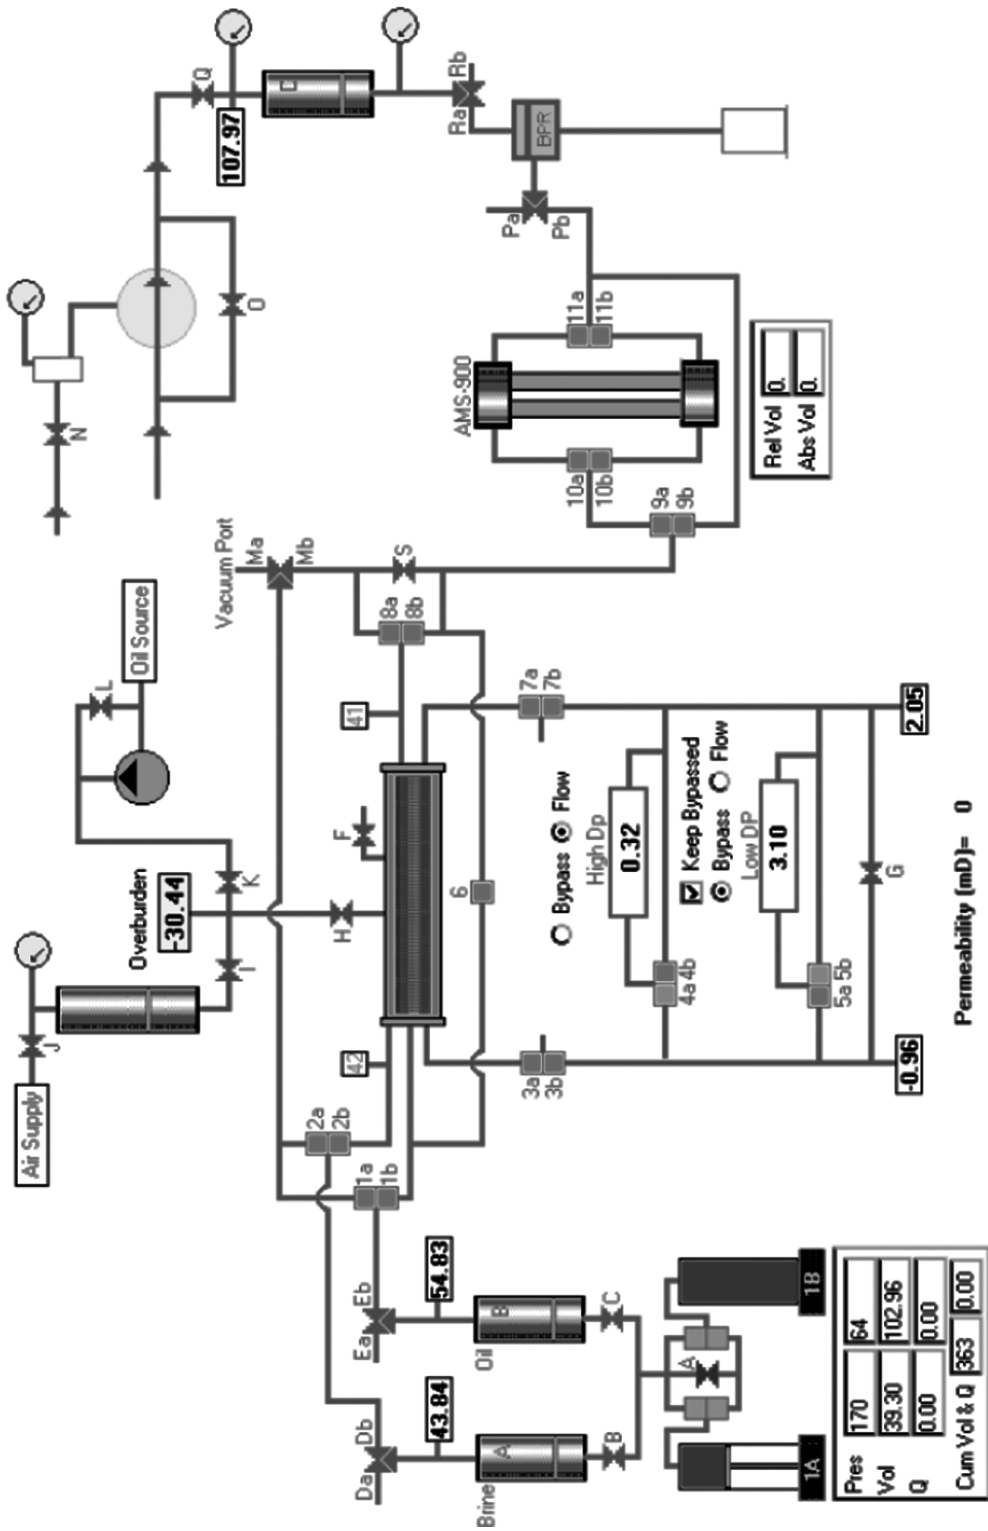 Air Supply
J
Overburden
-30.44
I
K
L
Oil Source
H
F
Vacuum Port
Ma
Mb
N
O
Q
107.97
Ra
Rb
BPR
Pa
Pb
AMS-900
11a
11b
10a
10b
9a
9b
Rel Vol 0.
Abs Vol 0.
S
8a
8b
41
42
6
7a
7b
3a
3b
2a
2b
1a
1b
Bypass Flow
High Dp
0.32
4a 4b
Keep Bypassed
Bypass Flow
Low DP
3.10
5a 5b
G
2.05
-0.96
Permeability (mD)= 0
Da
Db
Ea
Eb
43.84
54.83
Brine
A
Oil
B
B
C
A
1A
1B
Pres 170 64
Vol 39.30 102.96
Q 0.00 0.00
Cum Vol & Q 363 0.00